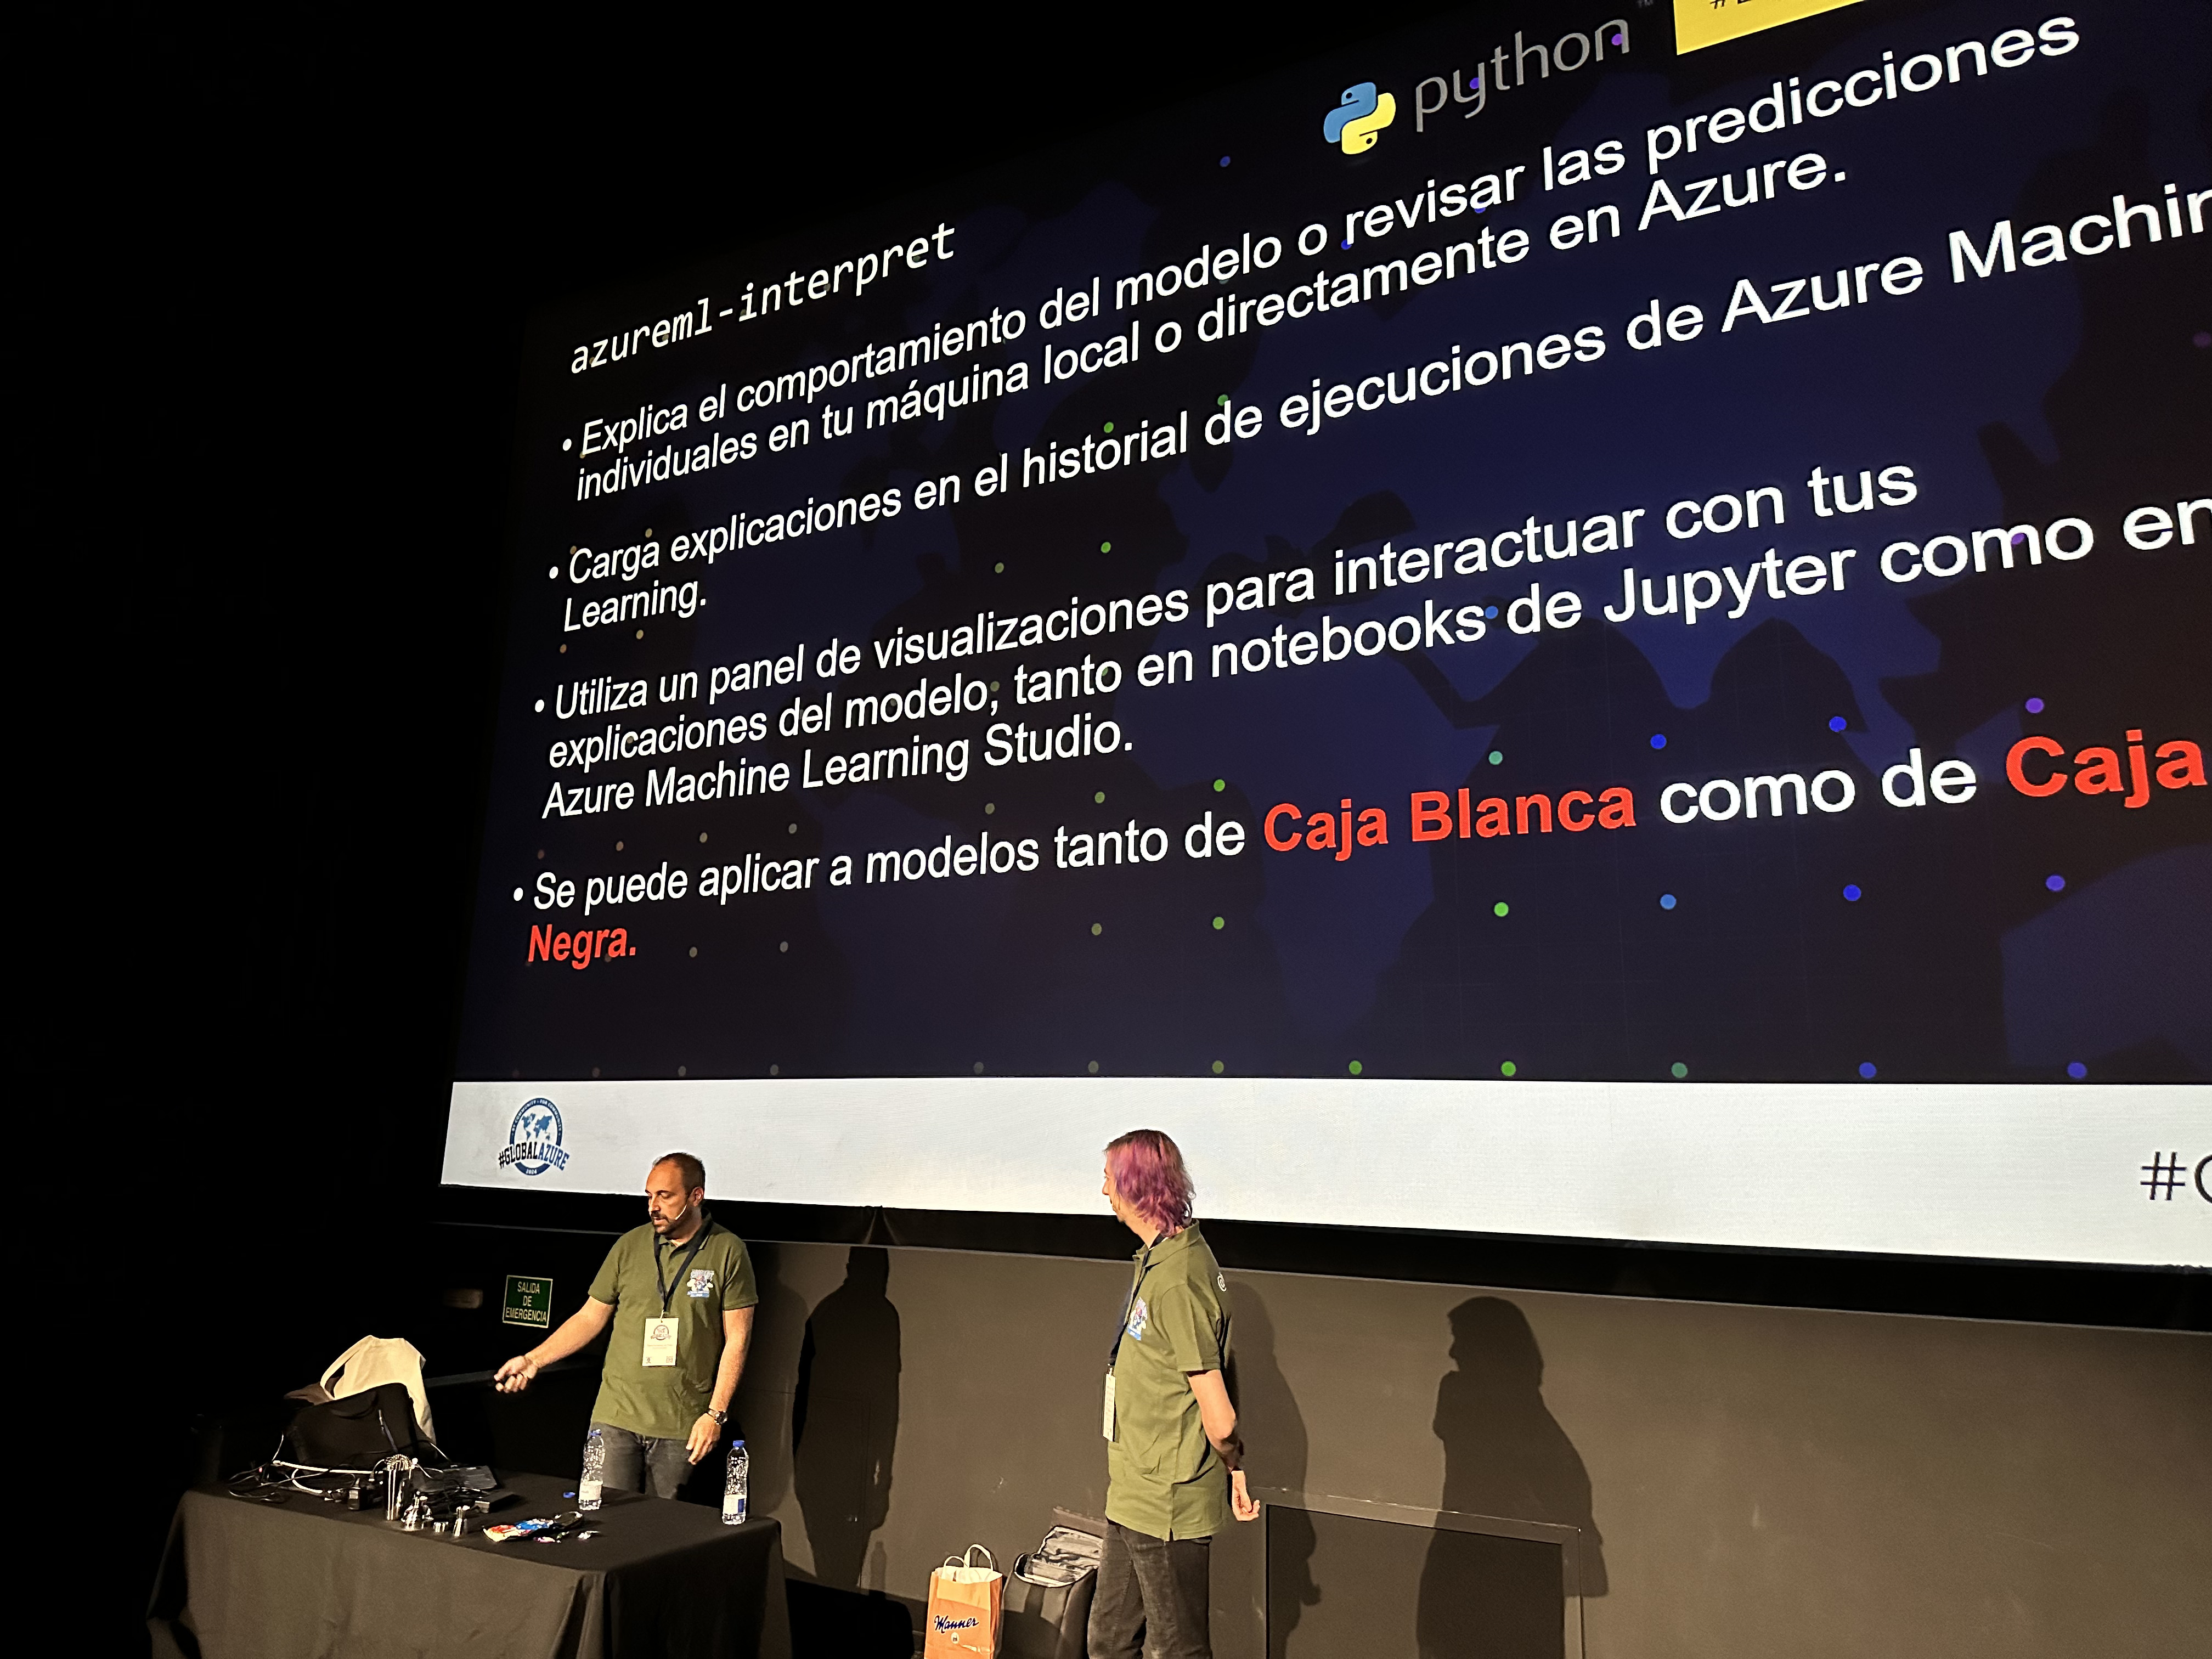 python
azureml-interpret
• Explica el comportamiento del modelo o revisar las predicciones
individuales en tu máquina local o directamente en Azure.
• Carga explicaciones en el historial de ejecuciones de Azure Machin
Learning.
• Utiliza un panel de visualizaciones para interactuar con tus
explicaciones del modelo, tanto en notebooks de Jupyter como en
Azure Machine Learning Studio.
• Se puede aplicar a modelos tanto de Caja Blanca como de Caja
Negra.
#GLOBALAZURE
2024
SALIDA
DE
EMERGENCIA
Manner